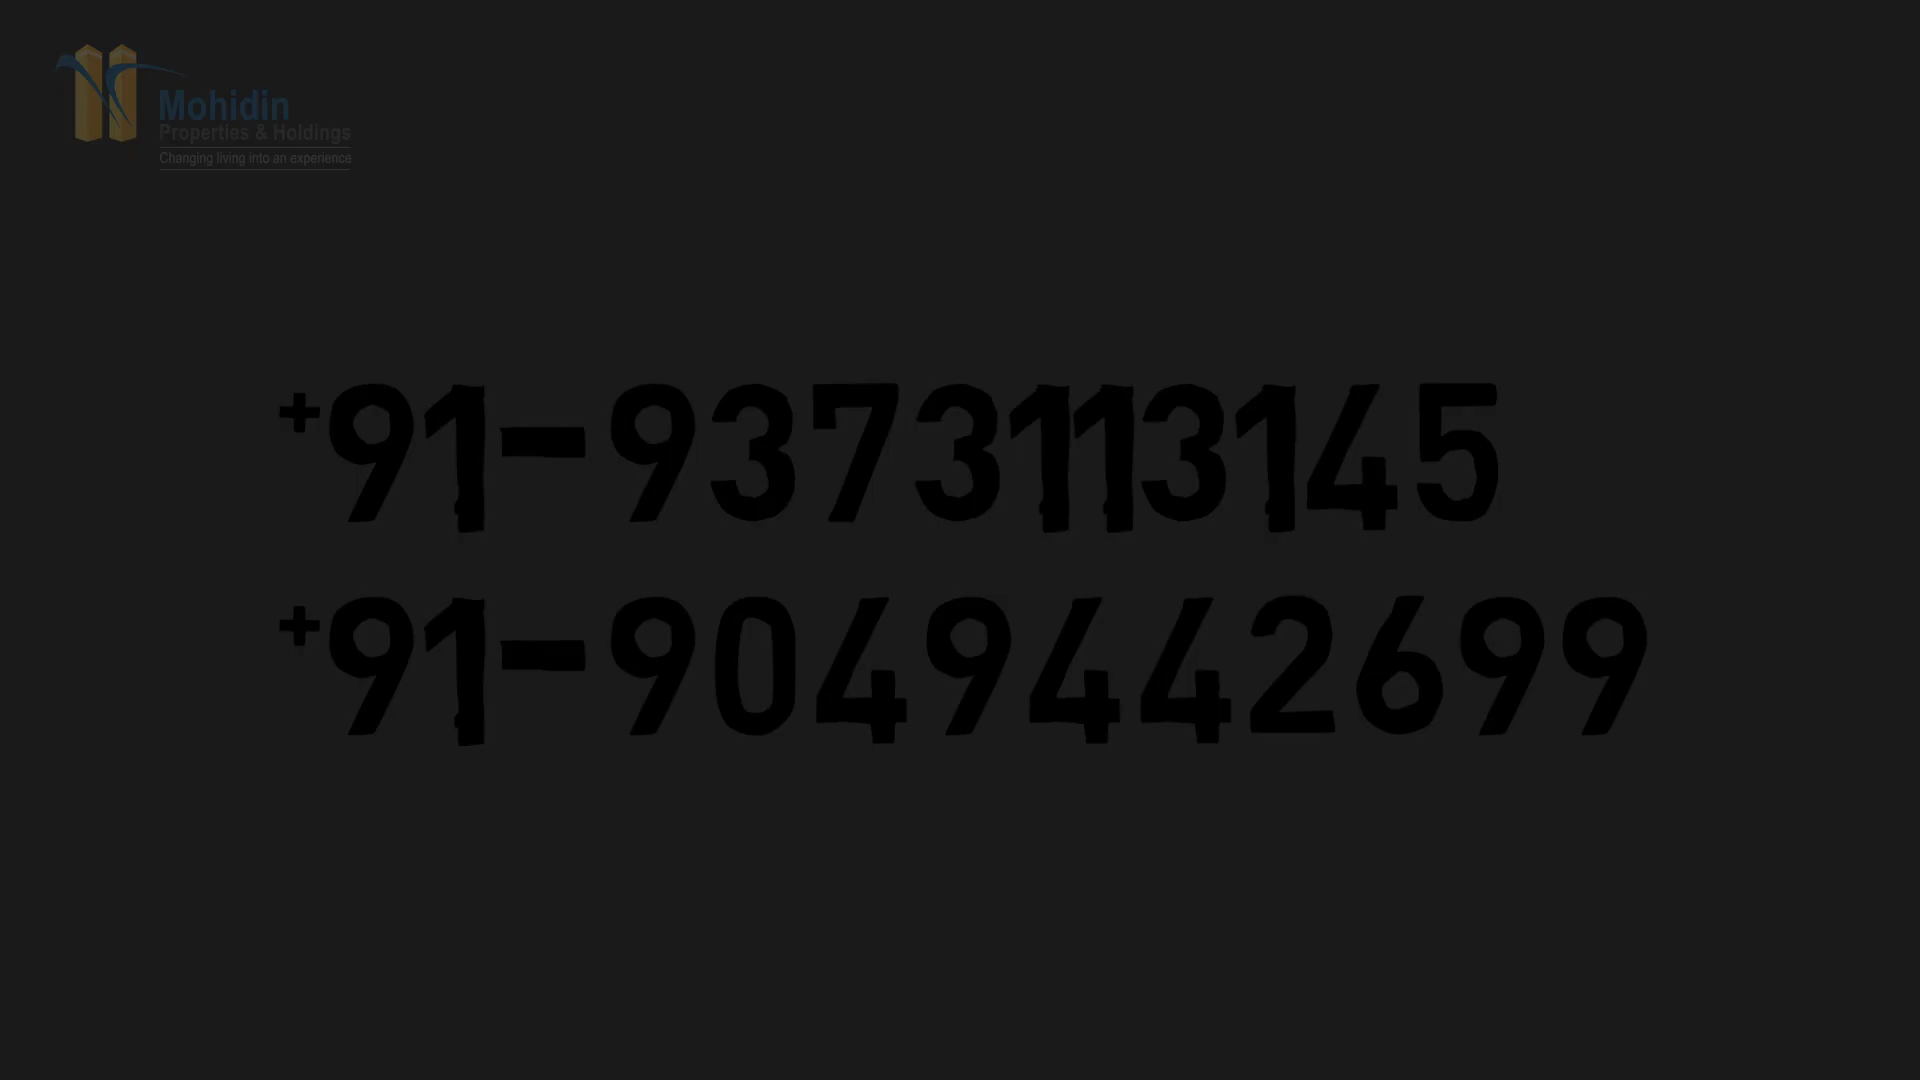 Mohidin
Properties & Holdings
Changing living into an experience
+91-9373113145
+91-9049442699